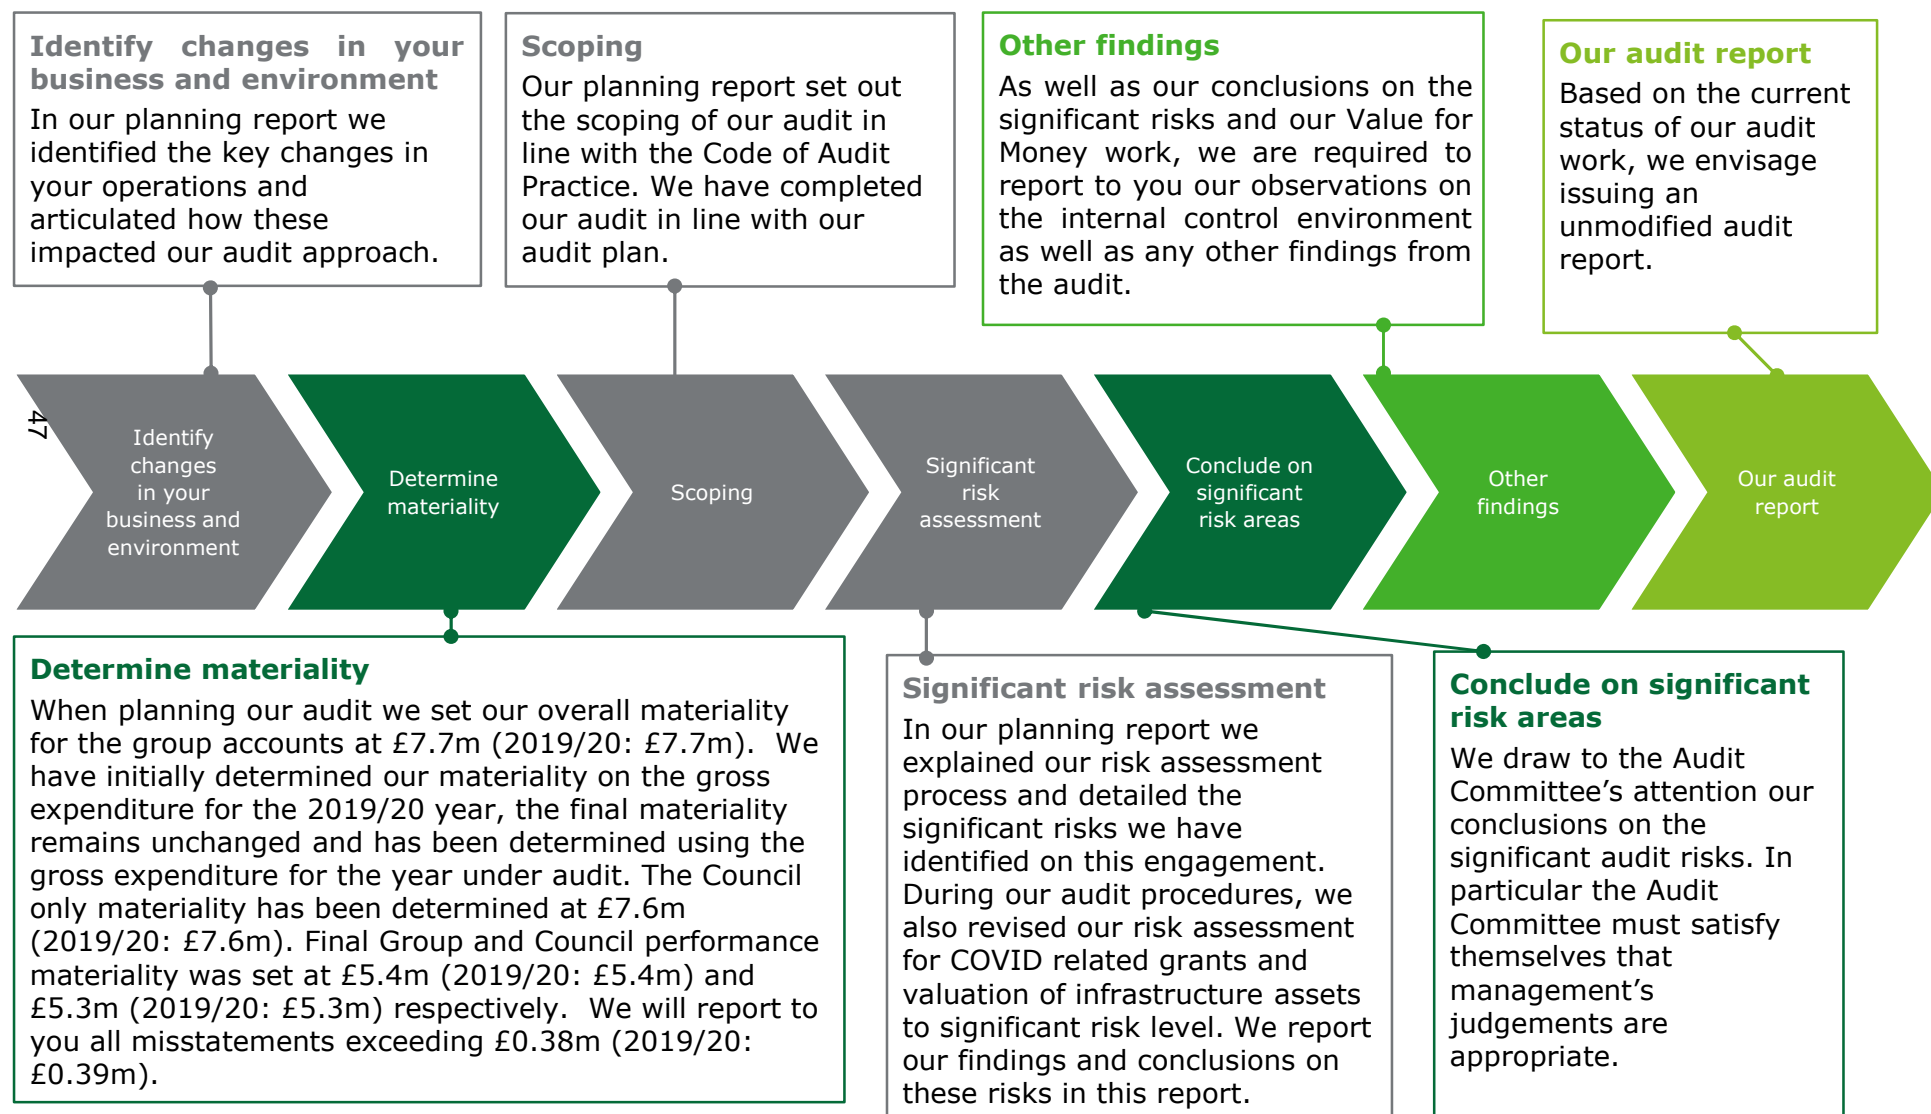 Identify changes in your
business and environment
In our planning report we
identified the key changes in
your operations and
articulated how these
impacted our audit approach.
Scoping
Our planning report set out
the scoping of our audit in
line with the Code of Audit
Practice. We have completed
our audit in line with our
audit plan.
Other findings
As well as our conclusions on the
significant risks and our Value for
Money work, we are required to
report to you our observations on
the internal control environment
as well as any other findings from
the audit.
Our audit report
Based on the current
status of our audit
work, we envisage
issuing an
unmodified audit
report.
47
Identify
changes
in your
business and
environment
Determine
materiality
Scoping
Significant
risk
assessment
Conclude on
significant
risk areas
Other
findings
Our audit
report
Determine materiality
When planning our audit we set our overall materiality
for the group accounts at £7.7m (2019/20: £7.7m). We
have initially determined our materiality on the gross
expenditure for the 2019/20 year, the final materiality
remains unchanged and has been determined using the
gross expenditure for the year under audit. The Council
only materiality has been determined at £7.6m
(2019/20: £7.6m). Final Group and Council performance
materiality was set at £5.4m (2019/20: £5.4m) and
£5.3m (2019/20: £5.3m) respectively. We will report to
you all misstatements exceeding £0.38m (2019/20:
£0.39m).
Significant risk assessment
In our planning report we
explained our risk assessment
process and detailed the
significant risks we have
identified on this engagement.
During our audit procedures, we
also revised our risk assessment
for COVID related grants and
valuation of infrastructure assets
to significant risk level. We report
our findings and conclusions on
these risks in this report.
Conclude on significant
risk areas
We draw to the Audit
Committee’s attention our
conclusions on the
significant audit risks. In
particular the Audit
Committee must satisfy
themselves that
management’s
judgements are
appropriate.